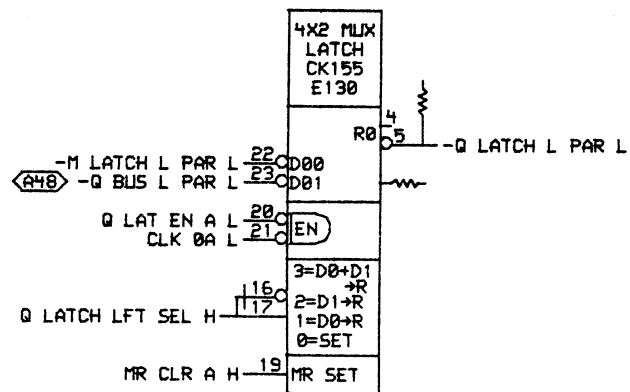 4X2 MUX
LATCH
CK155
E130
4
R0 5 -Q LATCH L PAR L
-M LATCH L PAR L 22 D00
A48 -Q BUS L PAR L 23 D01
Q LAT EN A L 20
EN
CLK 0A L 21
3=D0+D1
→R
16
2=D1→R
Q LATCH LFT SEL H 17 1=D0→R
0=SET
MR CLR A H 19 MR SET